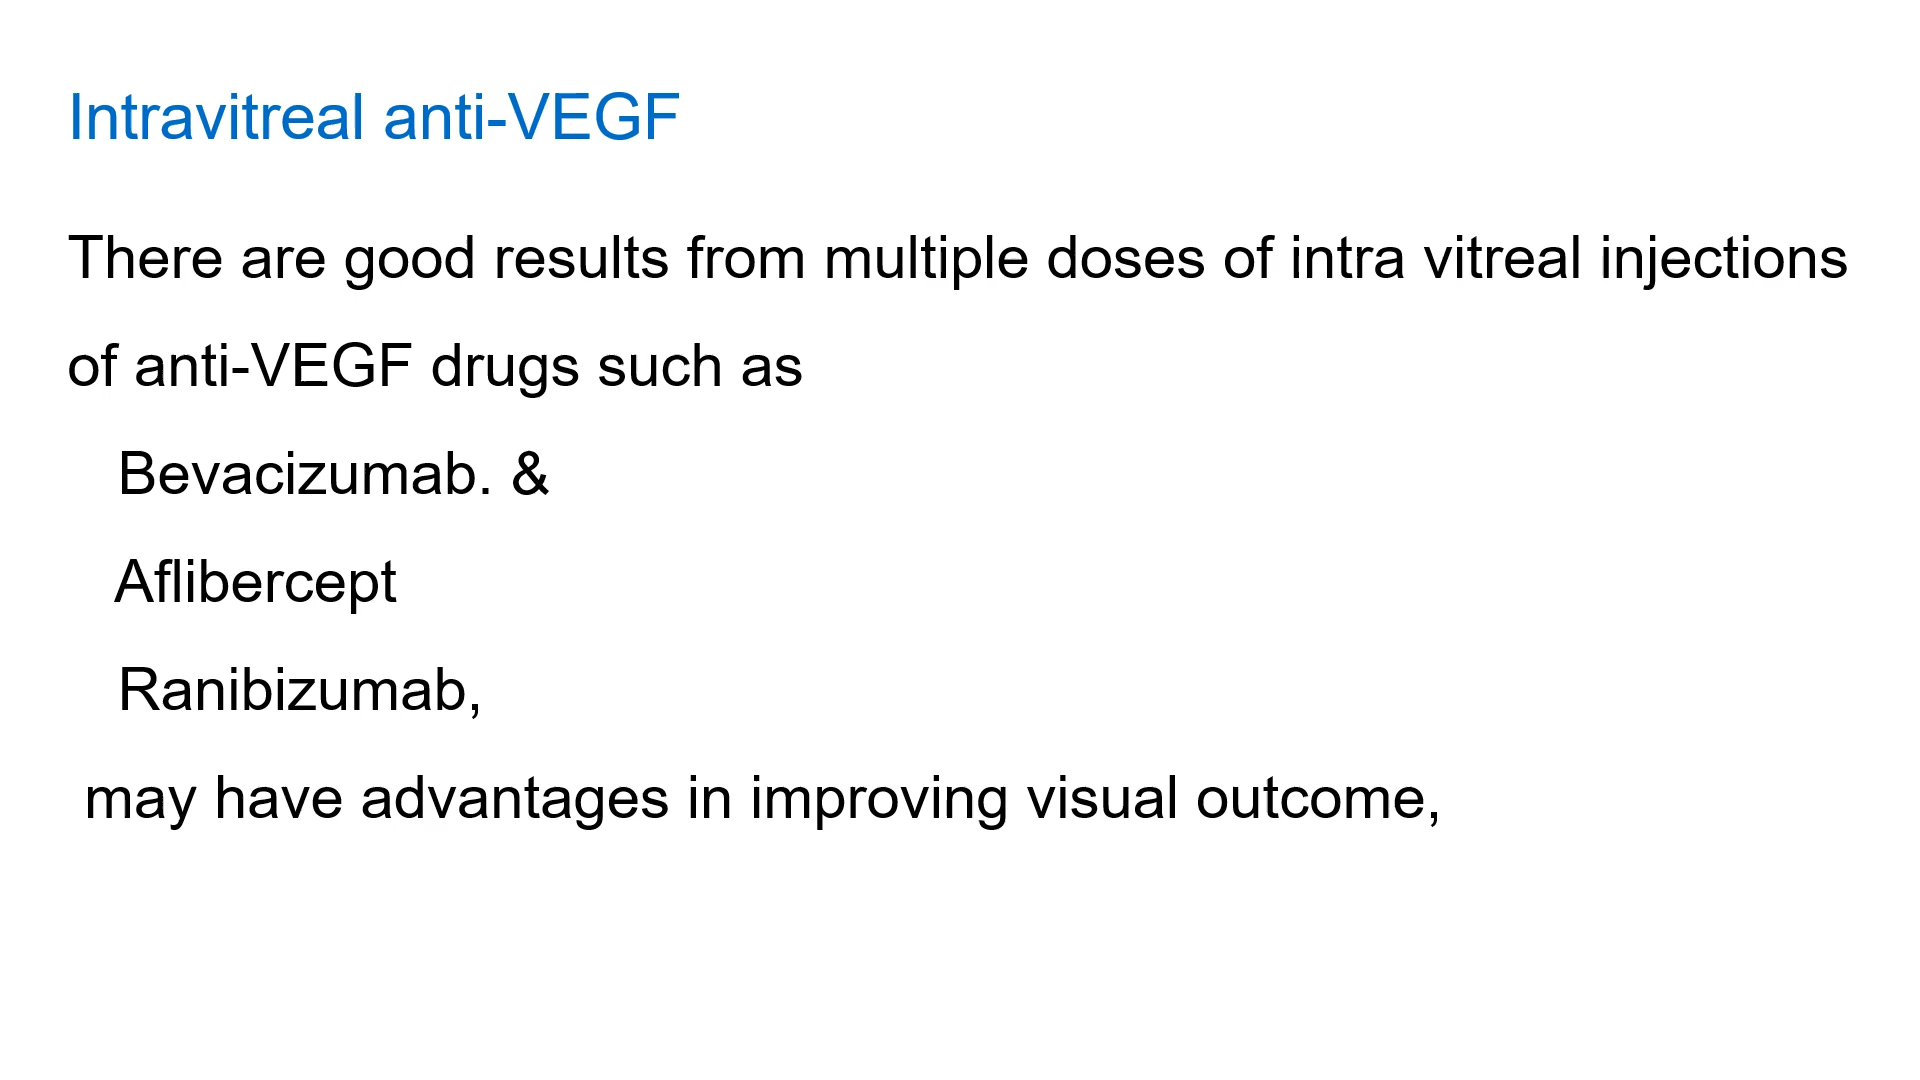 Intravitreal anti-VEGF
There are good results from multiple doses of intra vitreal injections
of anti-VEGF drugs such as
Bevacizumab. &
Aflibercept
Ranibizumab,
may have advantages in improving visual outcome,